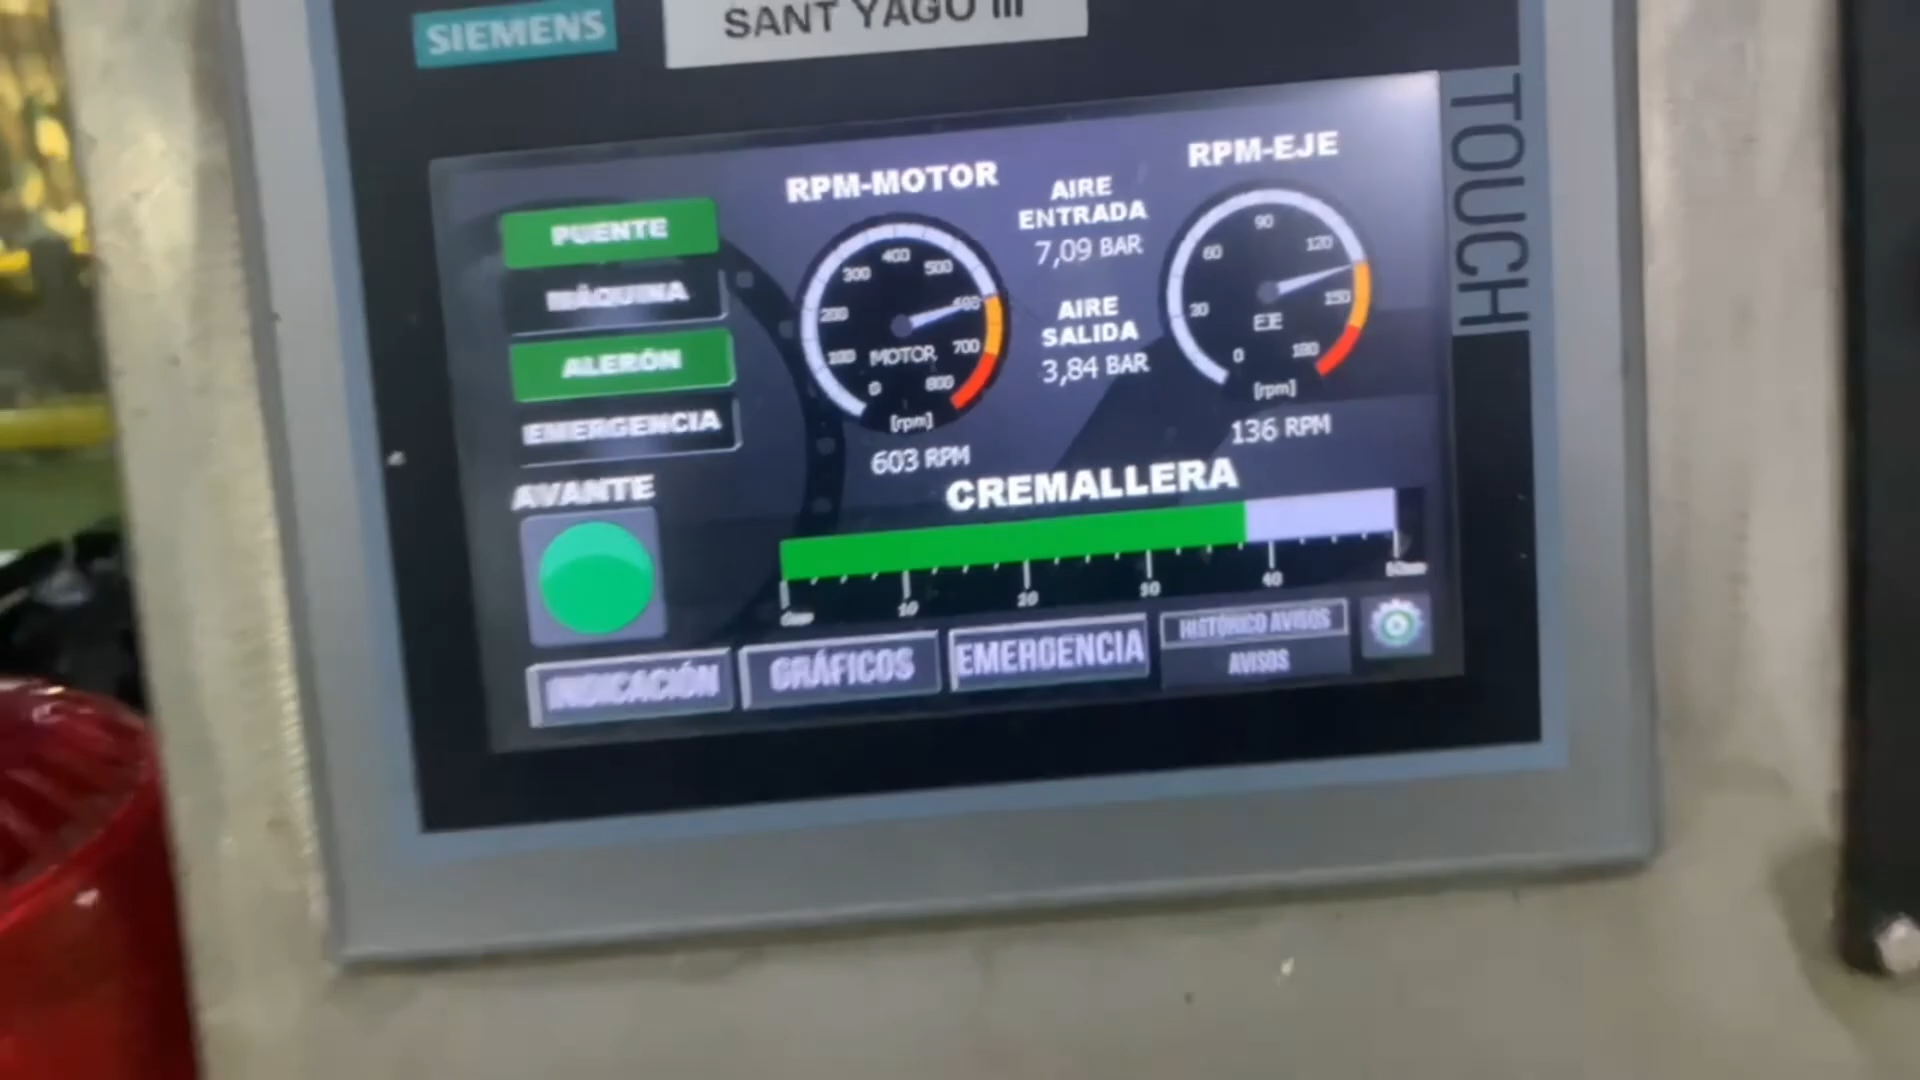 SIEMENS
SANT YAGO III
TOUCH
PUENTE
MÁQUINA
ALERÓN
EMERGENCIA
AVANTE
RPM-MOTOR
0
100
200
300
400
500
600
700
800
MOTOR
[rpm]
603 RPM
AIRE
ENTRADA
7,09 BAR
AIRE
SALIDA
3,84 BAR
RPM-EJE
0
30
60
90
120
150
180
EJE
[rpm]
136 RPM
CREMALLERA
0mm
10
20
30
40
50mm
INDICACIÓN
GRÁFICOS
EMERGENCIA
HISTÓRICO AVISOS
AVISOS